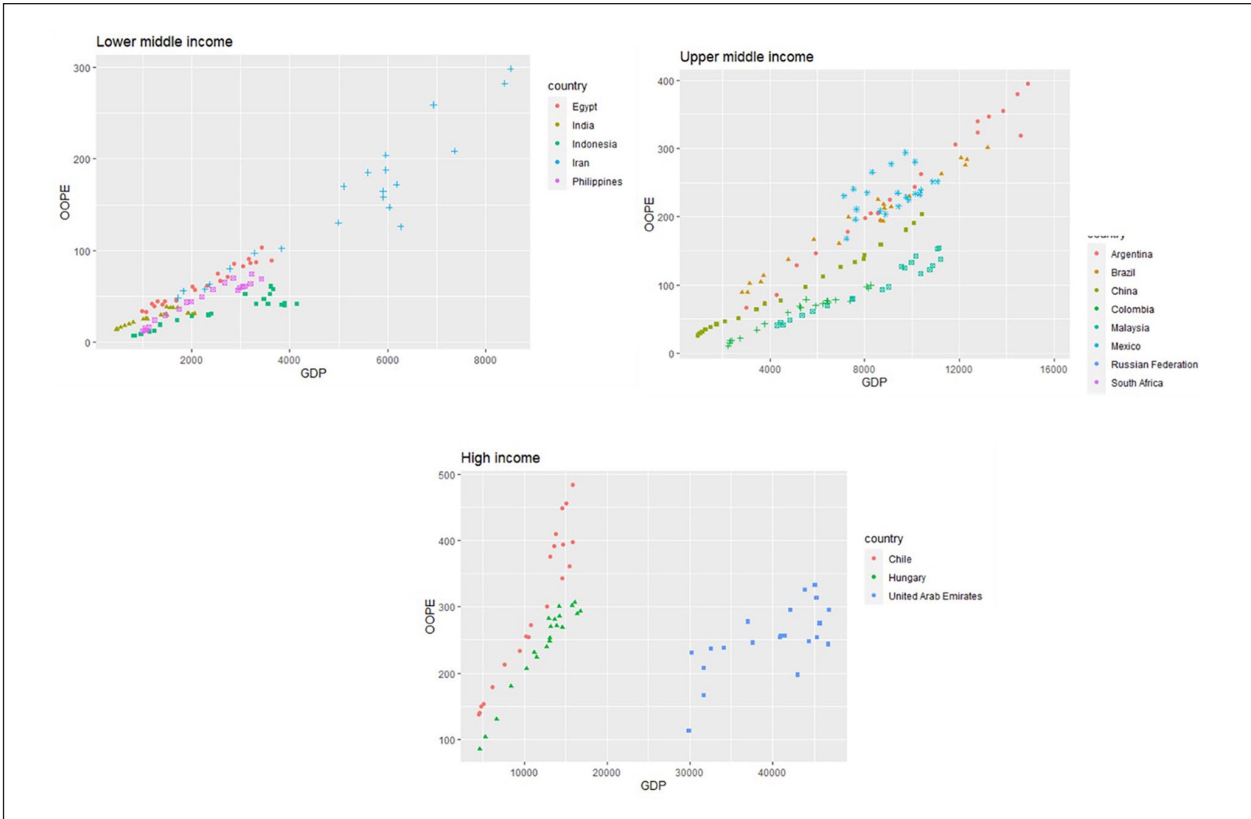 Lower middle income
300
200
100
0
OOPE
2000
4000
6000
8000
GDP
country
Egypt
India
Indonesia
Iran
Philippines
Upper middle income
400
300
200
100
0
OOPE
4000
8000
12000
16000
GDP
country
Argentina
Brazil
China
Colombia
Malaysia
Mexico
Russian Federation
South Africa
High income
500
400
300
200
100
OOPE
10000
20000
30000
40000
GDP
country
Chile
Hungary
United Arab Emirates